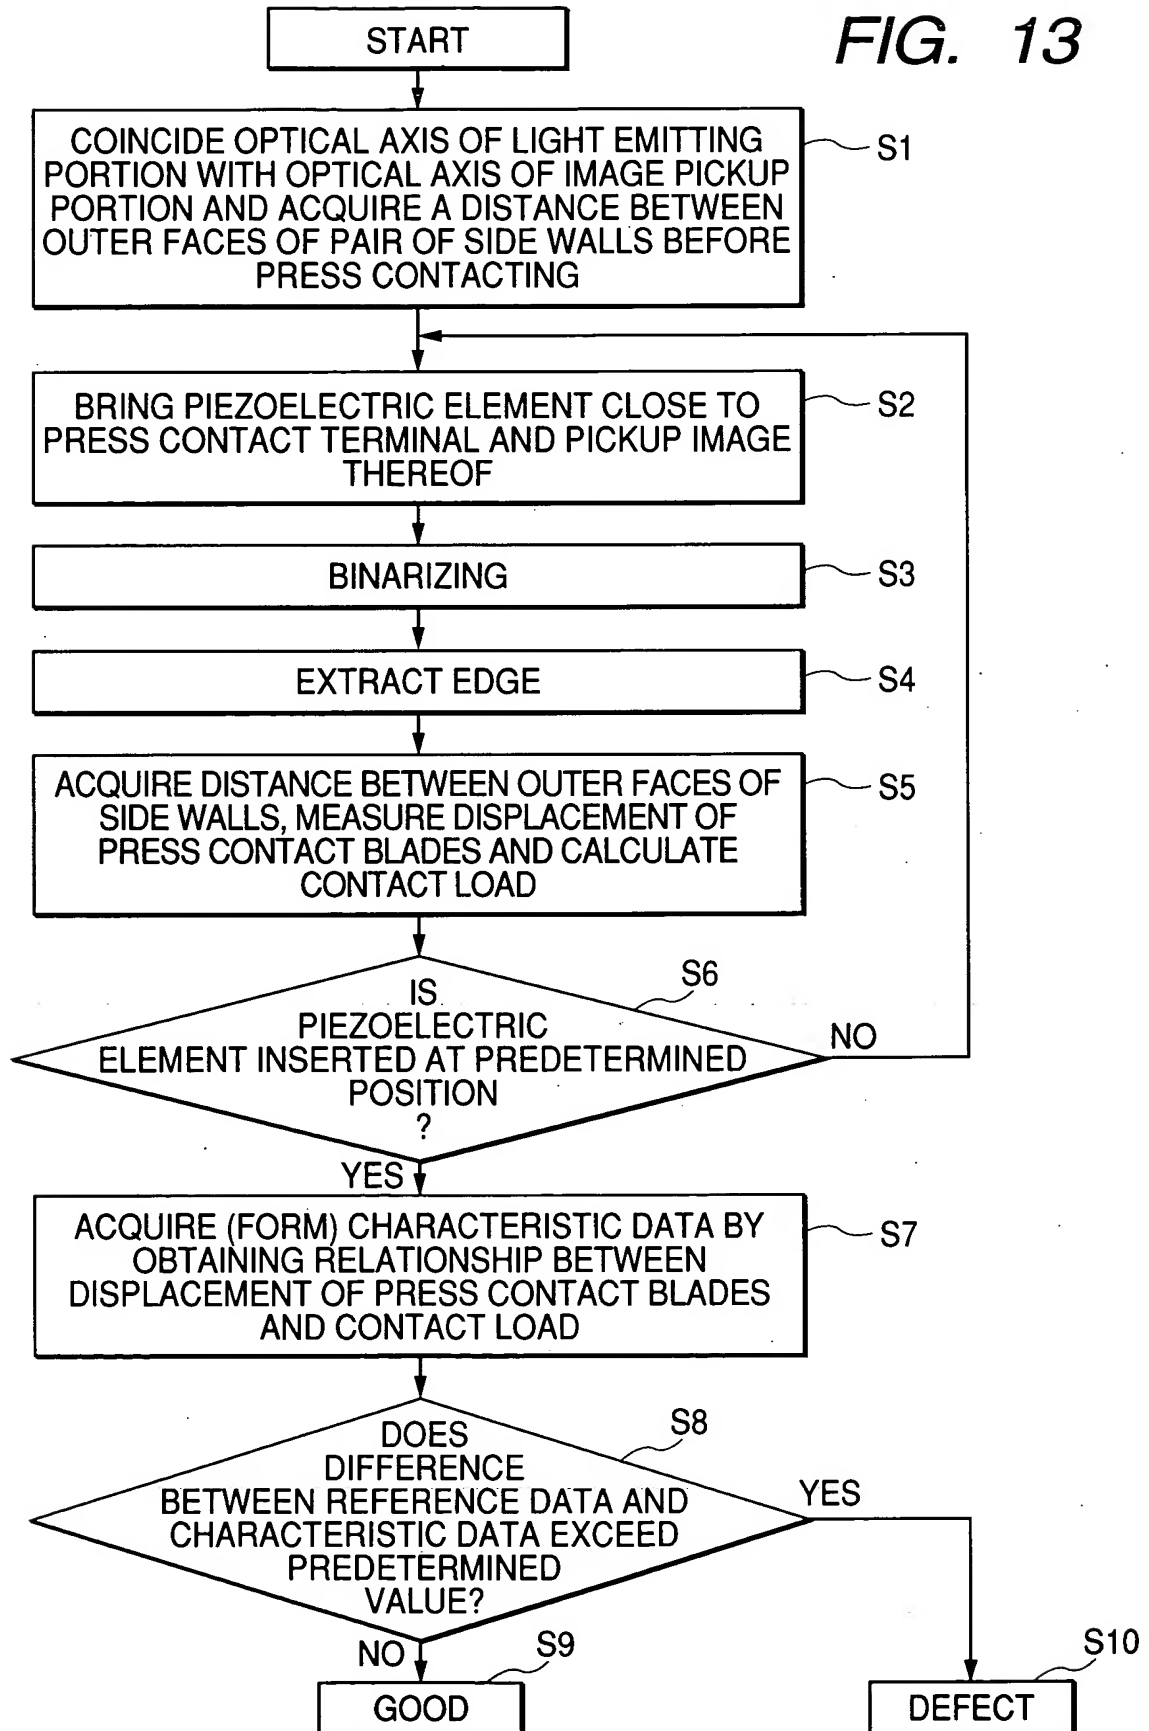 FIG. 13
START
COINCIDE OPTICAL AXIS OF LIGHT EMITTING
PORTION WITH OPTICAL AXIS OF IMAGE PICKUP
PORTION AND ACQUIRE A DISTANCE BETWEEN
OUTER FACES OF PAIR OF SIDE WALLS BEFORE
PRESS CONTACTING
S1
BRING PIEZOELECTRIC ELEMENT CLOSE TO
PRESS CONTACT TERMINAL AND PICKUP IMAGE
THEREOF
S2
BINARIZING
S3
EXTRACT EDGE
S4
ACQUIRE DISTANCE BETWEEN OUTER FACES OF
SIDE WALLS, MEASURE DISPLACEMENT OF
PRESS CONTACT BLADES AND CALCULATE
CONTACT LOAD
S5
IS
PIEZOELECTRIC
ELEMENT INSERTED AT PREDETERMINED
POSITION
?
S6
NO
YES
ACQUIRE (FORM) CHARACTERISTIC DATA BY
OBTAINING RELATIONSHIP BETWEEN
DISPLACEMENT OF PRESS CONTACT BLADES
AND CONTACT LOAD
S7
DOES
DIFFERENCE
BETWEEN REFERENCE DATA AND
CHARACTERISTIC DATA EXCEED
PREDETERMINED
VALUE?
S8
YES
NO
S9
GOOD
S10
DEFECT